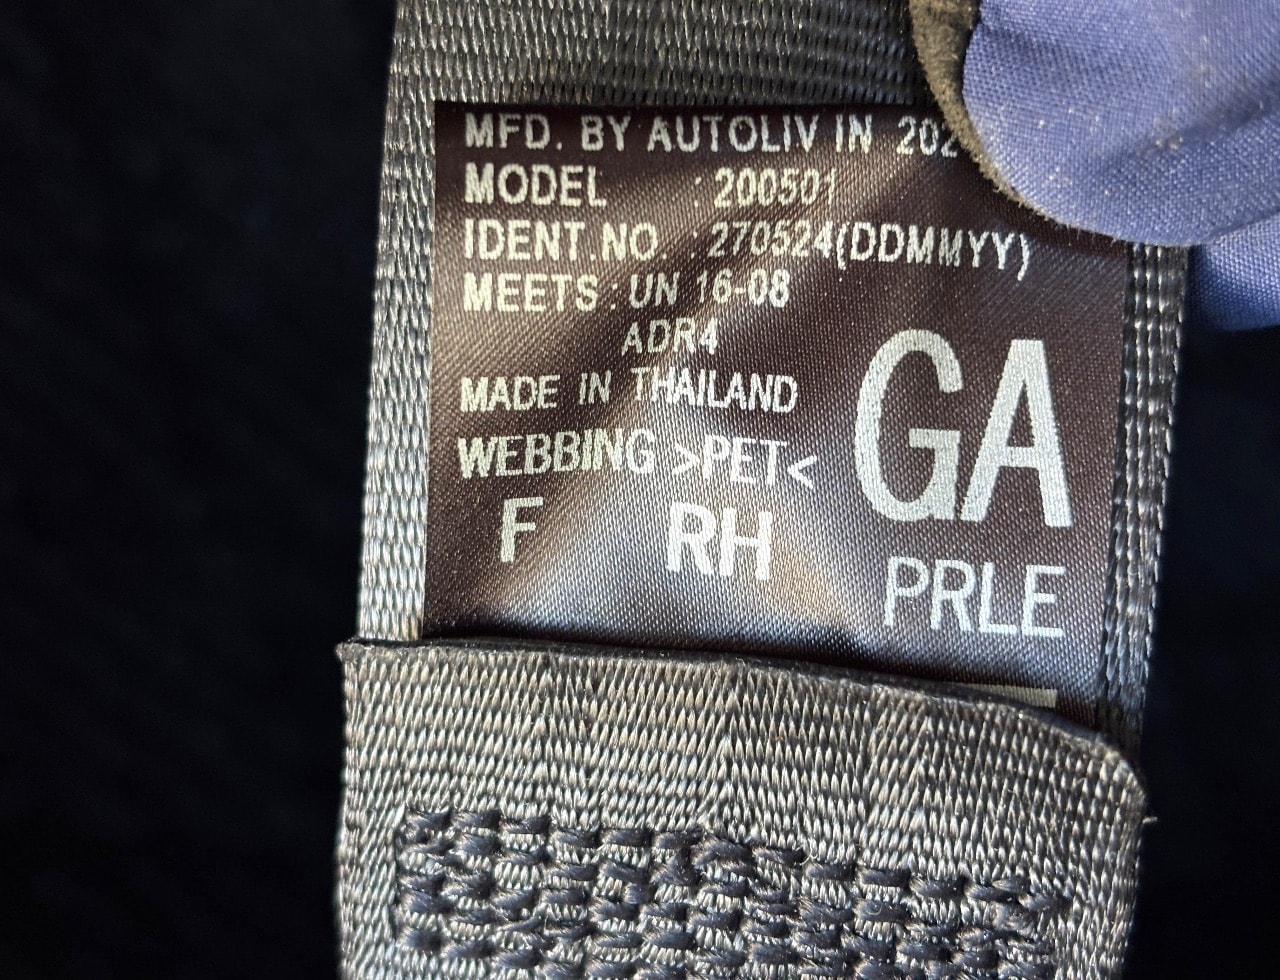 MFD. BY AUTOLIV IN
MODEL : 200501
IDENT.NO. : 270524(DDMMYY)
MEETS : UN 16-08
ADR4
MADE IN THAILAND
WEBBING >PET<
GA
F RH
PRLE